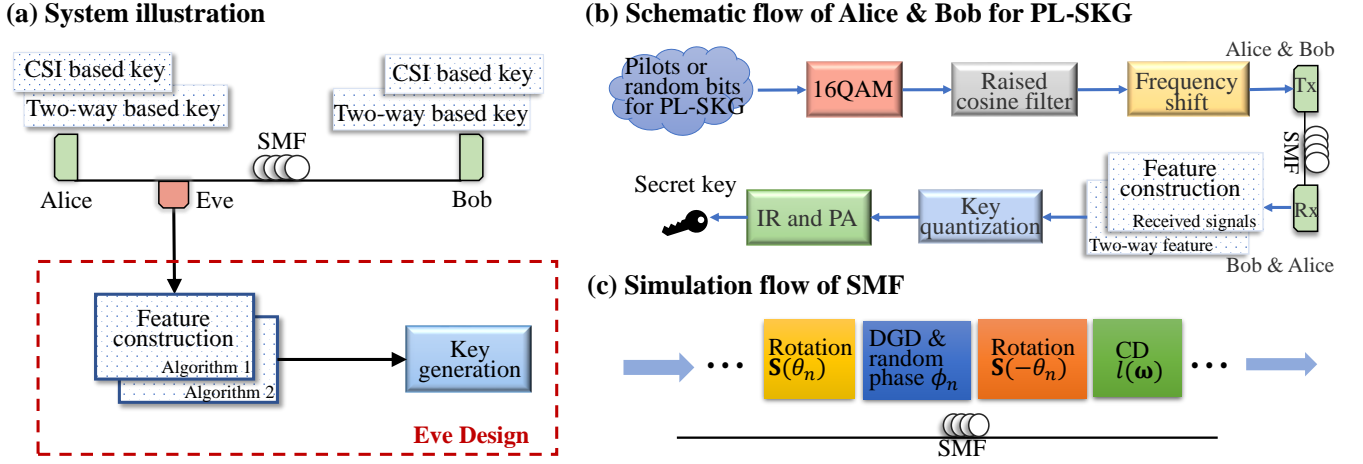 (a) System illustration
CSI based key
Two-way based key
CSI based key
Two-way based key
SMF
Alice
Eve
Bob
Feature
construction
Algorithm 1
Algorithm 2
Key
generation
Eve Design
(b) Schematic flow of Alice & Bob for PL-SKG
Alice & Bob
Pilots or
random bits
for PL-SKG
16QAM
Raised
cosine filter
Frequency
shift
Tx
SMF
Rx
Bob & Alice
Feature
construction
Received signals
Two-way feature
Key
quantization
IR and PA
Secret key
(c) Simulation flow of SMF
...
Rotation
S(θₙ)
DGD &
random
phase ϕₙ
Rotation
S(−θₙ)
CD
l(ω)
...
SMF